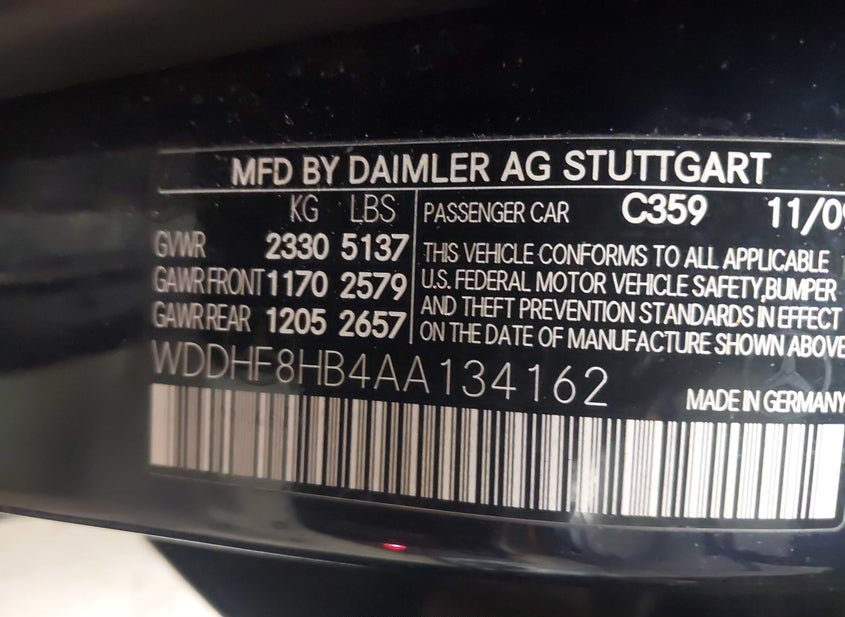 MFD BY DAIMLER AG STUTTGART
KG LBS PASSENGER CAR C359 11/09
GVWR 2330 5137
GAWR FRONT 1170 2579
GAWR REAR 1205 2657
THIS VEHICLE CONFORMS TO ALL APPLICABLE
U.S. FEDERAL MOTOR VEHICLE SAFETY,BUMPER
AND THEFT PREVENTION STANDARDS IN EFFECT
ON THE DATE OF MANUFACTURE SHOWN ABOVE
WDDHF8HB4AA134162
MADE IN GERMANY